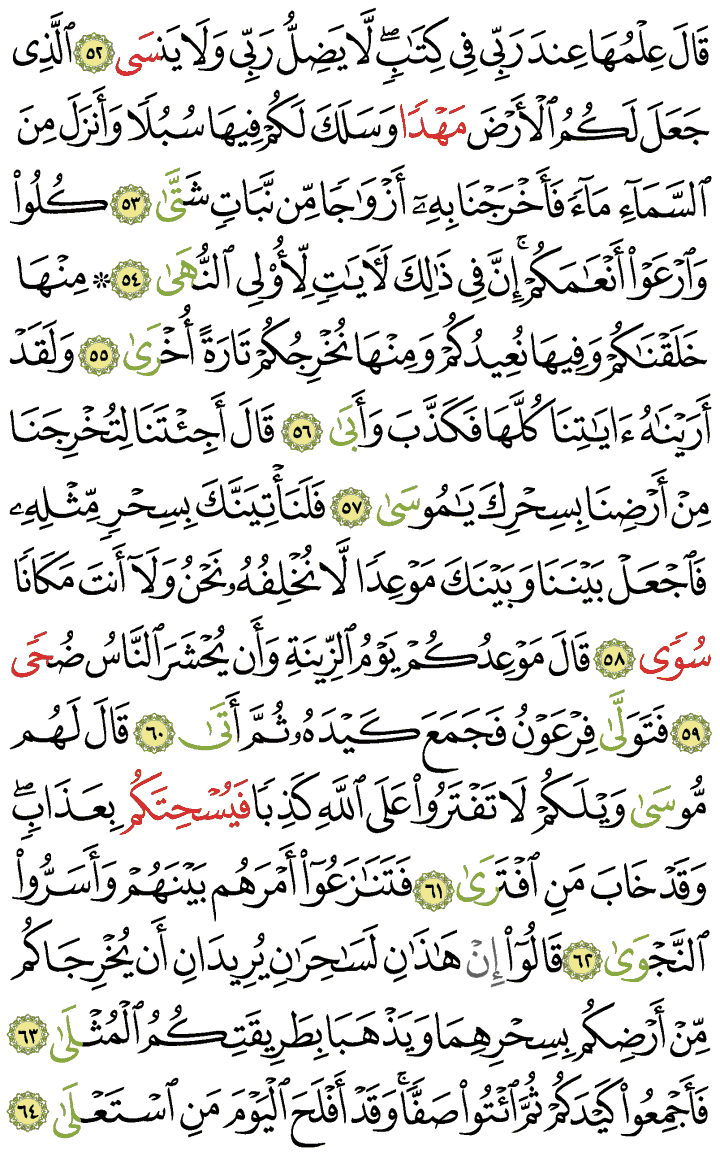 قَالَ عِلْمُهَا عِندَ رَبِّي فِي كِتَٰبٖۖ لَّا يَضِلُّ رَبِّي وَلَا يَنسَى ٥٢ ٱلَّذِي
جَعَلَ لَكُمُ ٱلْأَرْضَ مَهْدٗا وَسَلَكَ لَكُمْ فِيهَا سُبُلٗا وَأَنزَلَ مِنَ
ٱلسَّمَآءِ مَآءٗ فَأَخْرَجْنَا بِهِۦٓ أَزْوَٰجٗا مِّن نَّبَاتٖ شَتَّىٰ ٥٣ كُلُوا۟
وَٱرْعَوْا۟ أَنْعَٰمَكُمْۚ إِنَّ فِي ذَٰلِكَ لَأٓيَٰتٖ لِّأُو۟لِي ٱلنُّهَىٰ ٥٤ ۞ مِنْهَا
خَلَقْنَٰكُمْ وَفِيهَا نُعِيدُكُمْ وَمِنْهَا نُخْرِجُكُمْ تَارَةً أُخْرَىٰ ٥٥ وَلَقَدْ
أَرَيْنَٰهُ ءَايَٰتِنَا كُلَّهَا فَكَذَّبَ وَأَبَىٰ ٥٦ قَالَ أَجِئْتَنَا لِتُخْرِجَنَا
مِنْ أَرْضِنَا بِسِحْرِكَ يَٰمُوسَىٰ ٥٧ فَلَنَأْتِيَنَّكَ بِسِحْرٖ مِّثْلِهِۦ
فَٱجْعَلْ بَيْنَنَا وَبَيْنَكَ مَوْعِدٗا لَّا نُخْلِفُهُۥ نَحْنُ وَلَآ أَنتَ مَكَانٗا
سُوٗى ٥٨ قَالَ مَوْعِدُكُمْ يَوْمُ ٱلزِّينَةِ وَأَن يُحْشَرَ ٱلنَّاسُ ضُحٗى
٥٩ فَتَوَلَّىٰ فِرْعَوْنُ فَجَمَعَ كَيْدَهُۥ ثُمَّ أَتَىٰ ٦٠ قَالَ لَهُم
مُّوسَىٰ وَيْلَكُمْ لَا تَفْتَرُوا۟ عَلَى ٱللَّهِ كَذِبٗا فَيُسْحِتَكُم بِعَذَابٖۖ
وَقَدْ خَابَ مَنِ ٱفْتَرَىٰ ٦١ فَتَنَٰزَعُوٓا۟ أَمْرَهُم بَيْنَهُمْ وَأَسَرُّوا۟
ٱلنَّجْوَىٰ ٦٢ قَالُوٓا۟ إِنْ هَٰذَٰنِ لَسَٰحِرَٰنِ يُرِيدَانِ أَن يُخْرِجَاكُم
مِّنْ أَرْضِكُم بِسِحْرِهِمَا وَيَذْهَبَا بِطَرِيقَتِكُمُ ٱلْمُثْلَىٰ ٦٣
فَأَجْمِعُوا۟ كَيْدَكُمْ ثُمَّ ٱئْتُوا۟ صَفّٗاۚ وَقَدْ أَفْلَحَ ٱلْيَوْمَ مَنِ ٱسْتَعْلَىٰ ٦٤